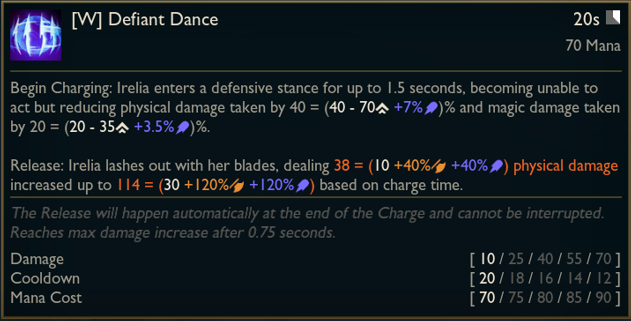 [W] Defiant Dance 20s
70 Mana
Begin Charging: Irelia enters a defensive stance for up to 1.5 seconds, becoming unable to
act but reducing physical damage taken by 40 = (40 - 70 +7%)% and magic damage taken
by 20 = (20 - 35 +3.5%)%.
Release: Irelia lashes out with her blades, dealing 38 = (10 +40% +40%) physical damage
increased up to 114 = (30 +120% +120%) based on charge time.
The Release will happen automatically at the end of the Charge and cannot be interrupted.
Reaches max damage increase after 0.75 seconds.
Damage [ 10 / 25 / 40 / 55 / 70 ]
Cooldown [ 20 / 18 / 16 / 14 / 12 ]
Mana Cost [ 70 / 75 / 80 / 85 / 90 ]